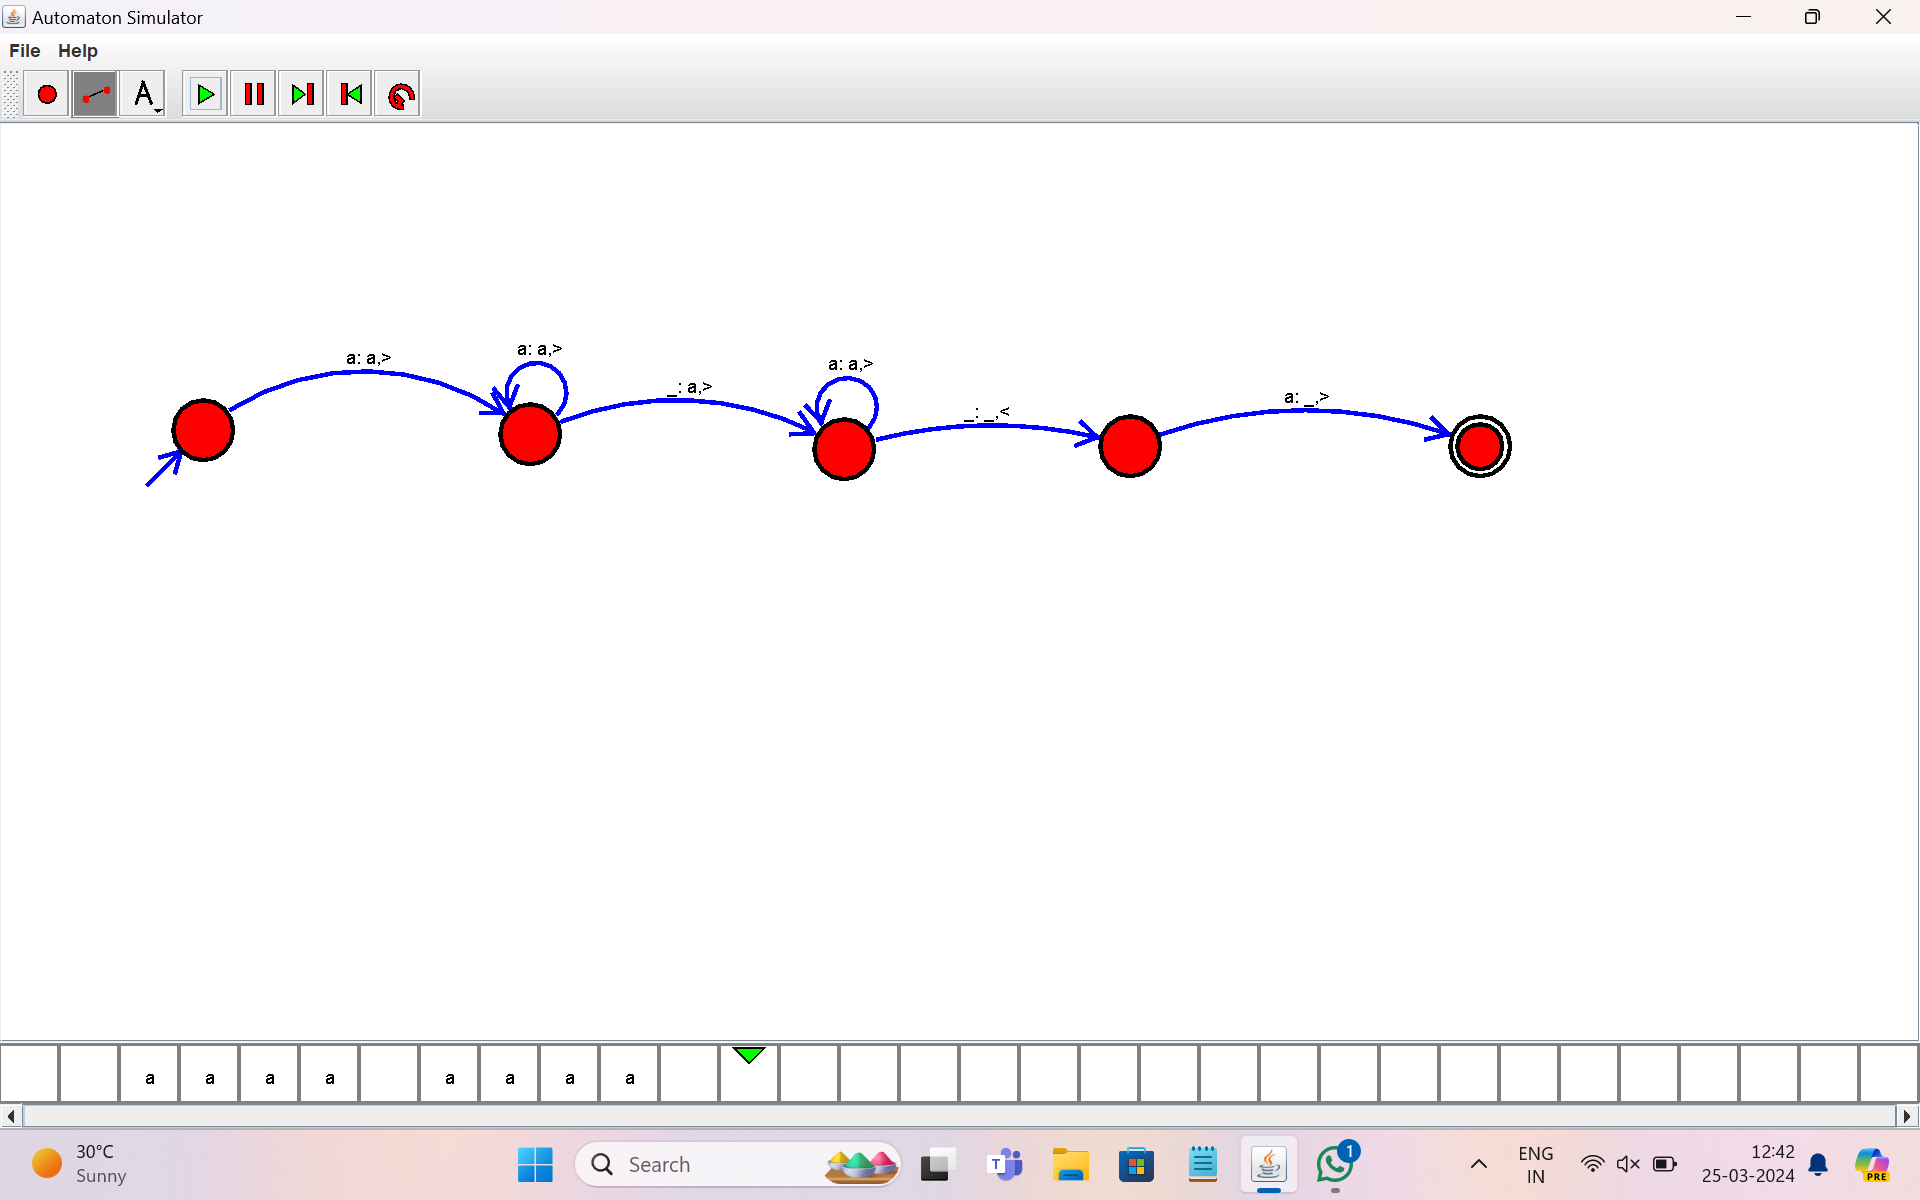 Automaton Simulator
File Help
A
a: a,>
a: a,>
_: a,>
a: a,>
_: _,<
a: _,>
a a a a a a a a
30°C
Sunny
Search
T
1
ENG
IN
12:42
25-03-2024
PRE